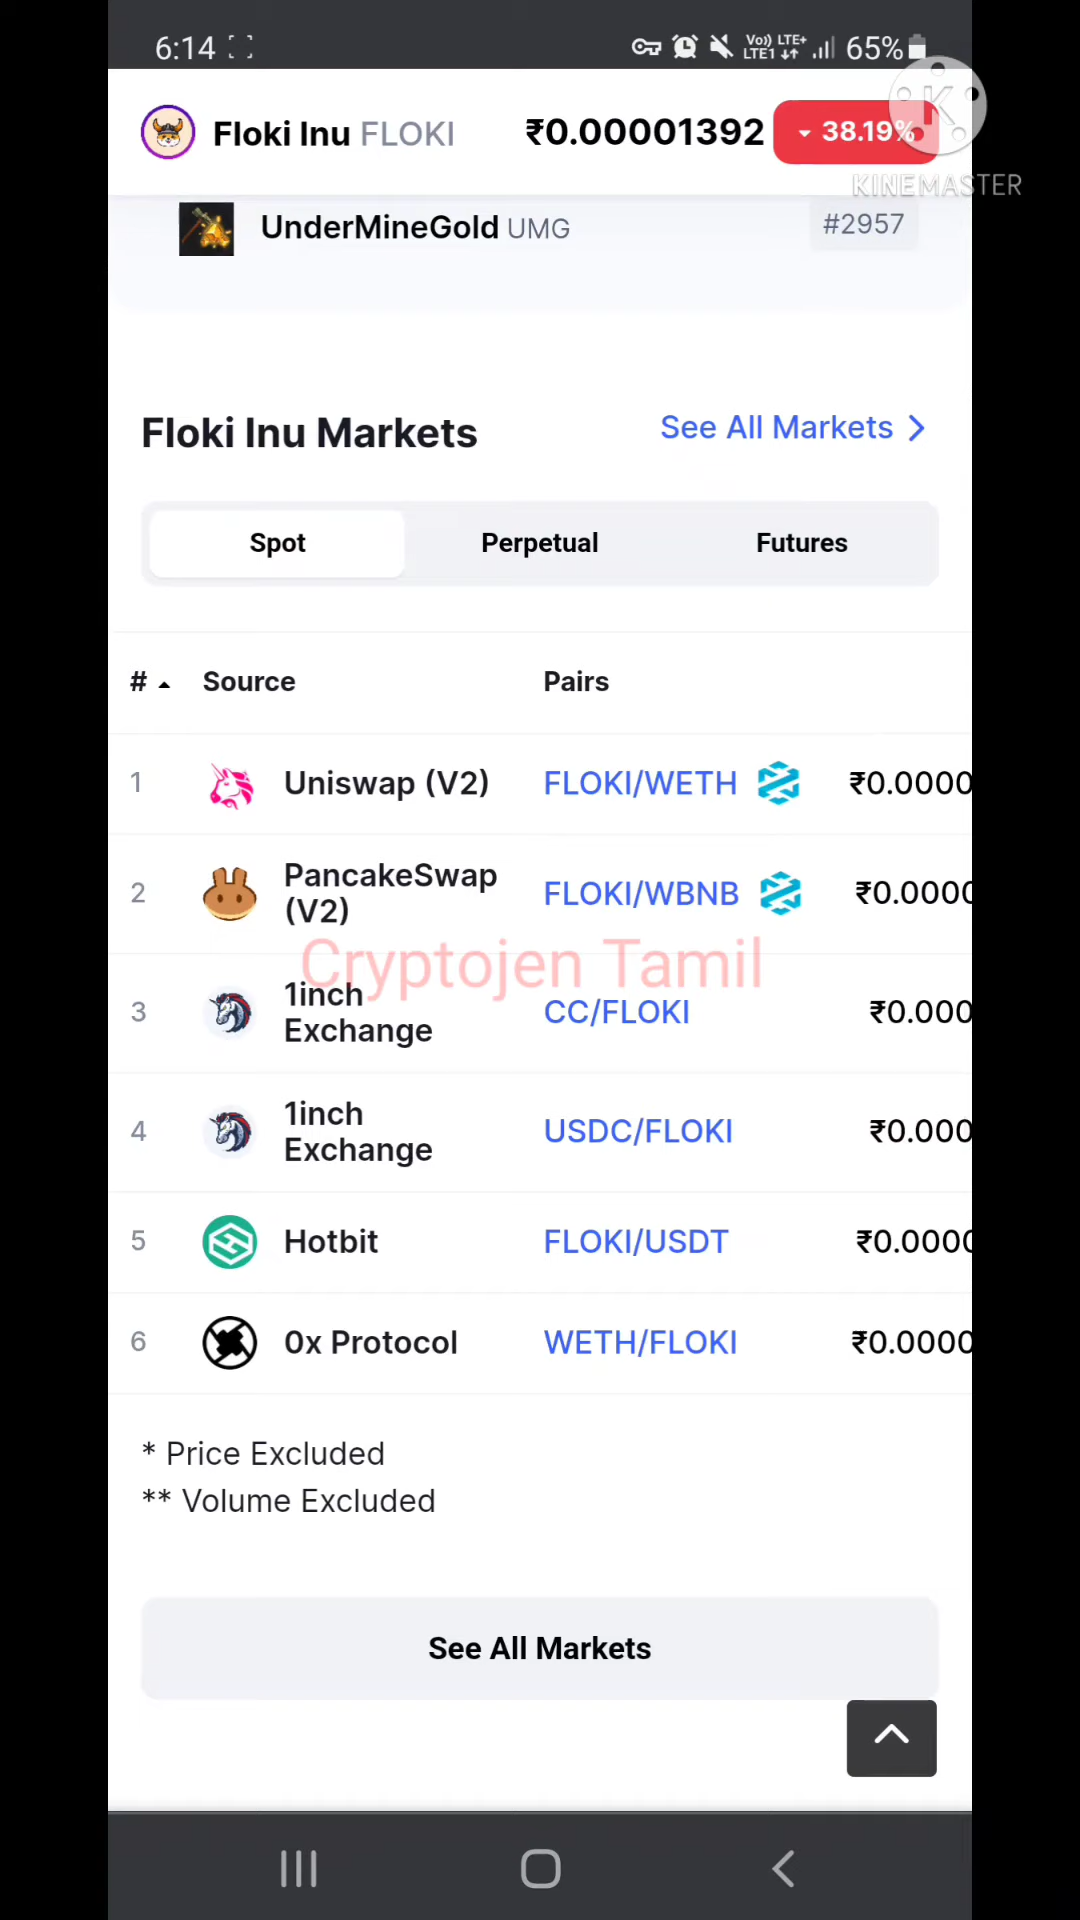 6:14
Vo)) LTE+
LTE1
65%
Floki Inu FLOKI
₹0.00001392
38.19%
K
KINEMASTER
UnderMineGold UMG
#2957
Floki Inu Markets
See All Markets
Spot
Perpetual
Futures
# Source Pairs
1 Uniswap (V2) FLOKI/WETH ₹0.0000
2 PancakeSwap (V2) FLOKI/WBNB ₹0.0000
Cryptojen Tamil
3 1inch Exchange CC/FLOKI ₹0.000
4 1inch Exchange USDC/FLOKI ₹0.000
5 Hotbit FLOKI/USDT ₹0.0000
6 0x Protocol WETH/FLOKI ₹0.0000
* Price Excluded
** Volume Excluded
See All Markets